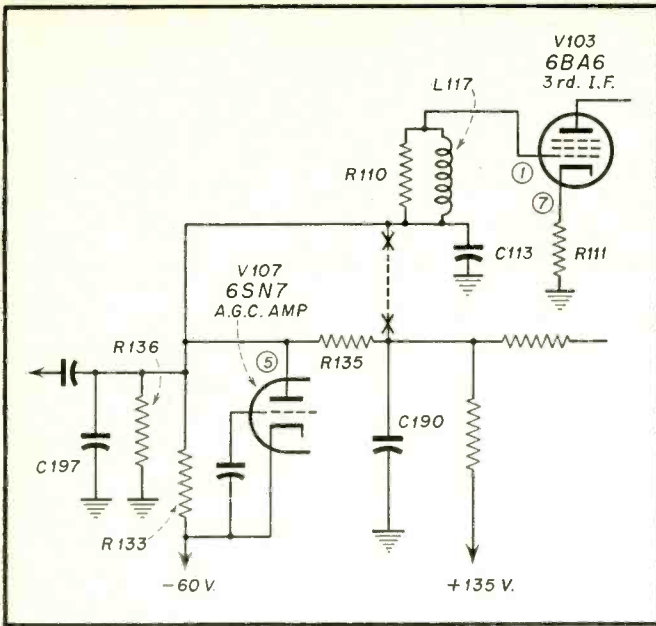 V103
6BA6
3rd. I.F.
L117
R110
1
7
C113
R111
V107
6SN7
A.G.C. AMP
R136
5
R135
C197
C190
R133
-60 V.
+135 V.